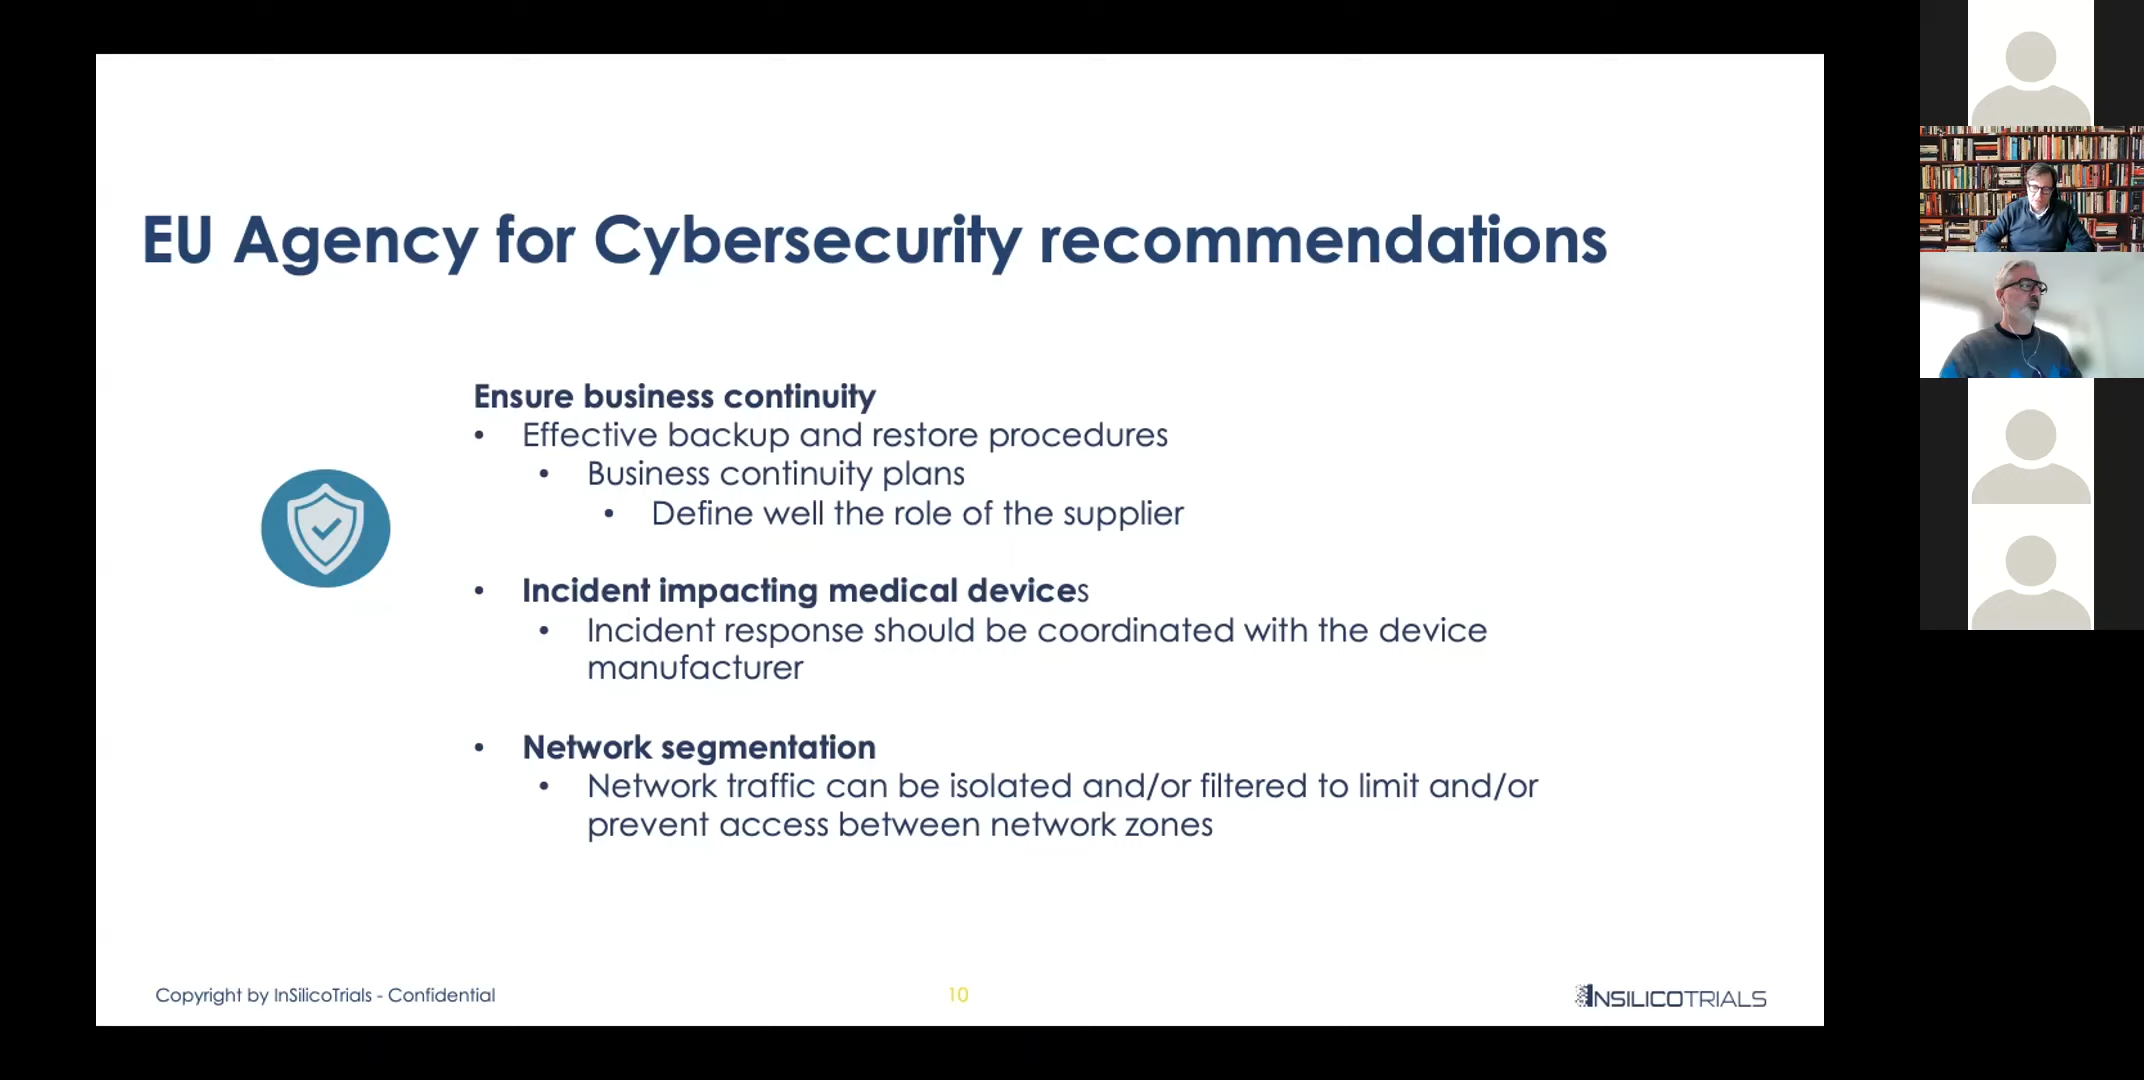 EU Agency for Cybersecurity recommendations
Ensure business continuity
• Effective backup and restore procedures
• Business continuity plans
• Define well the role of the supplier
• Incident impacting medical devices
• Incident response should be coordinated with the device
manufacturer
• Network segmentation
• Network traffic can be isolated and/or filtered to limit and/or
prevent access between network zones
Copyright by InSilicoTrials - Confidential
10
INSILICOTRIALS